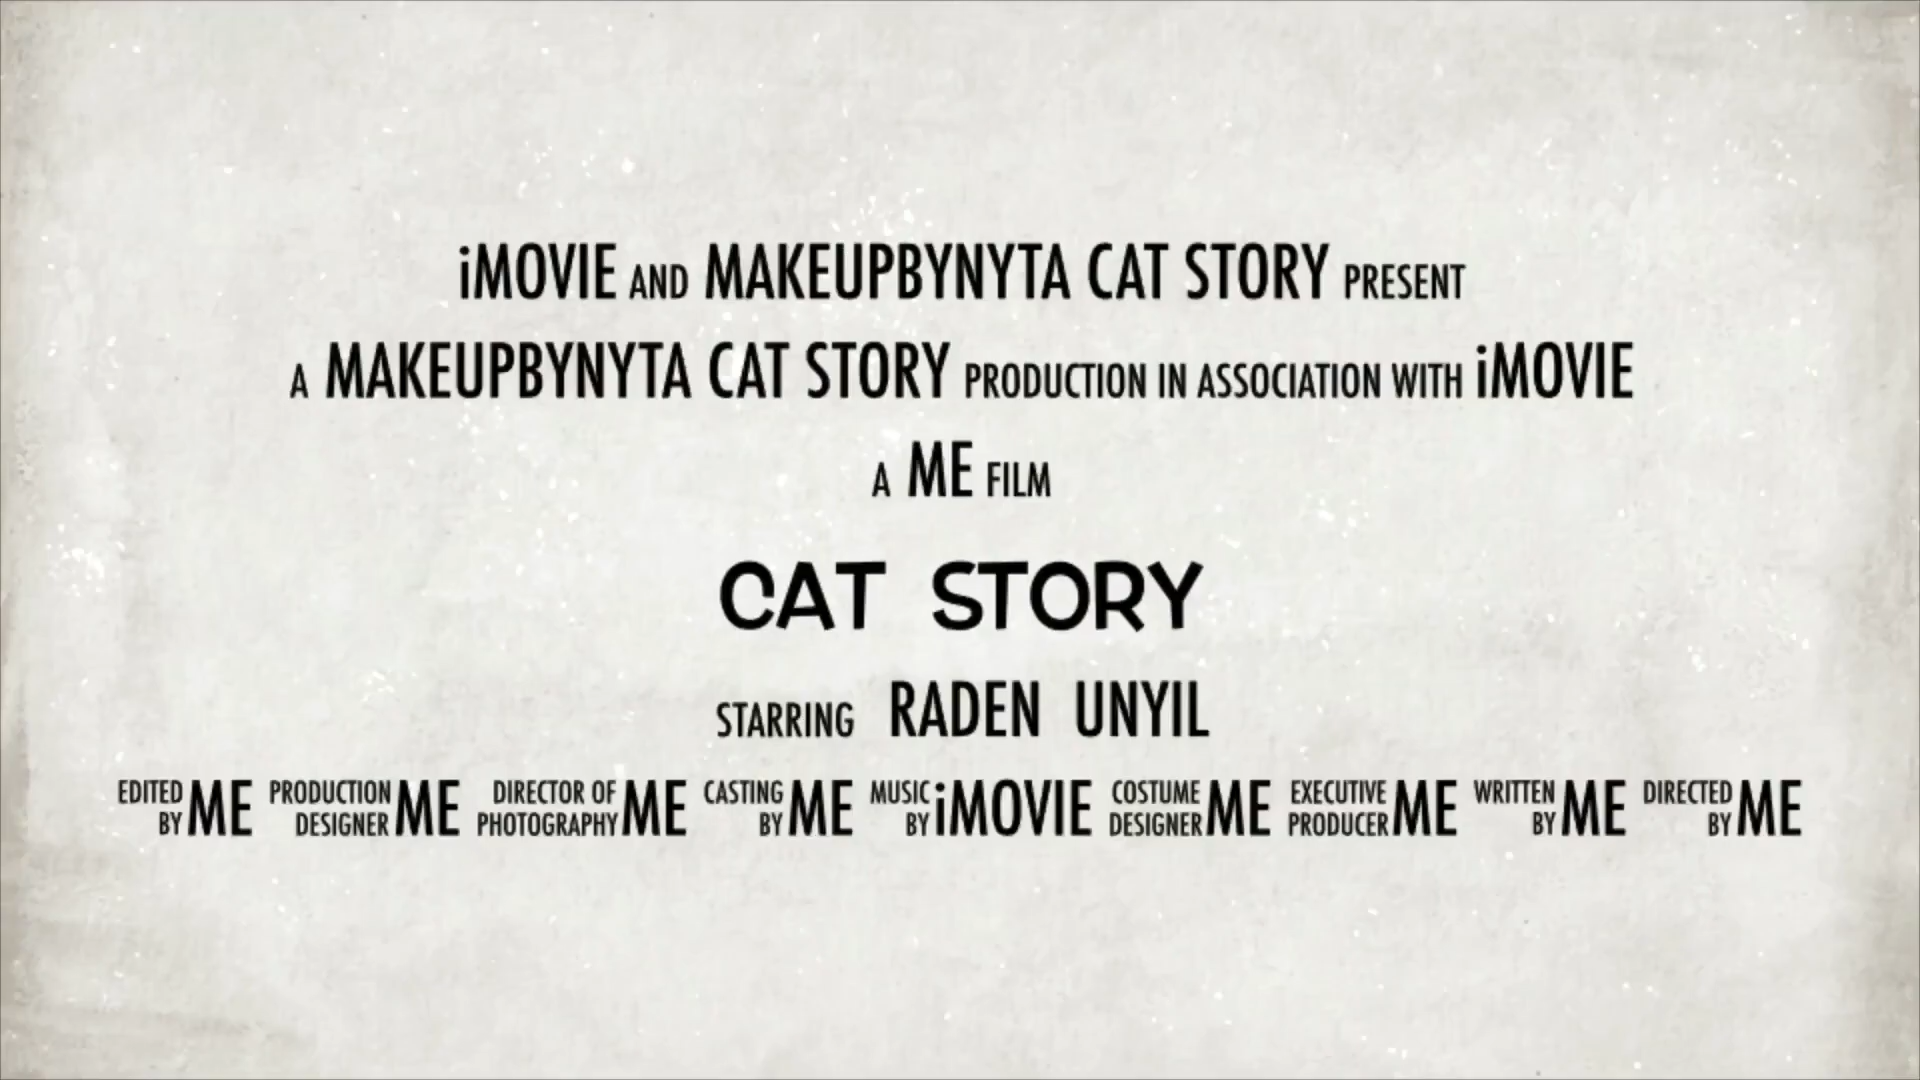 iMOVIE AND MAKEUPBYNYTA CAT STORY PRESENT
A MAKEUPBYNYTA CAT STORY PRODUCTION IN ASSOCIATION WITH iMOVIE
A ME FILM
CAT STORY
STARRING RADEN UNYIL
EDITED BY ME PRODUCTION DESIGNER ME DIRECTOR OF PHOTOGRAPHY ME CASTING BY ME MUSIC BY iMOVIE COSTUME DESIGNER ME EXECUTIVE PRODUCER ME WRITTEN BY ME DIRECTED BY ME